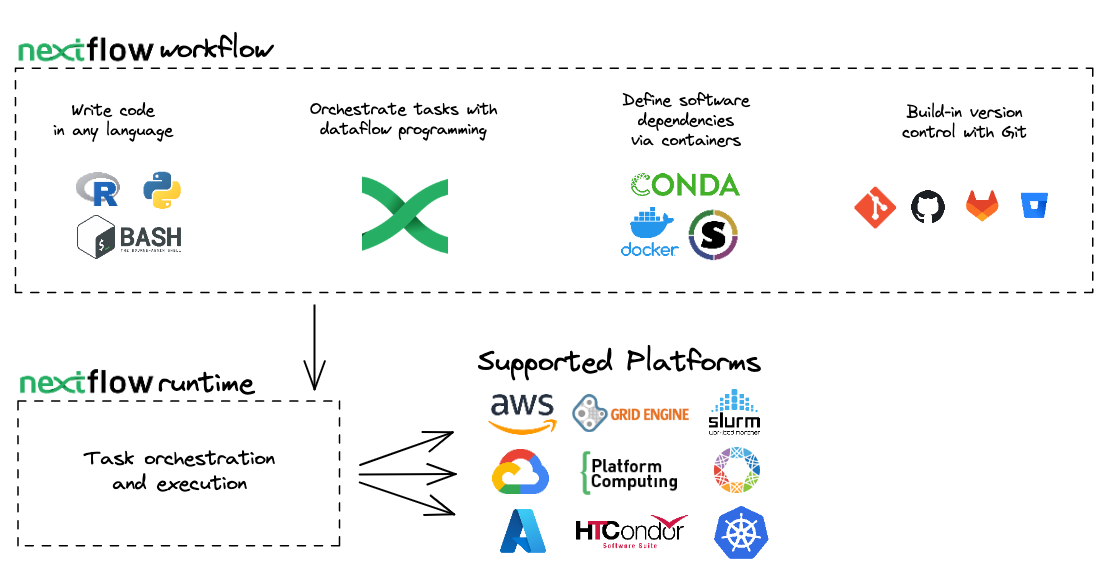 nextflow workflow
Write code
in any language
Orchestrate tasks with
dataflow programming
Define software
dependencies
via containers
Build-in version
control with Git
R
CONDA
$_
BASH
THE BOURNE-AGAIN SHELL
docker
S
nextflow runtime
Task orchestration
and execution
Supported Platforms
aws
GRID ENGINE
slurm
workload manager
Platform
Computing
HTCondor
Software Suite